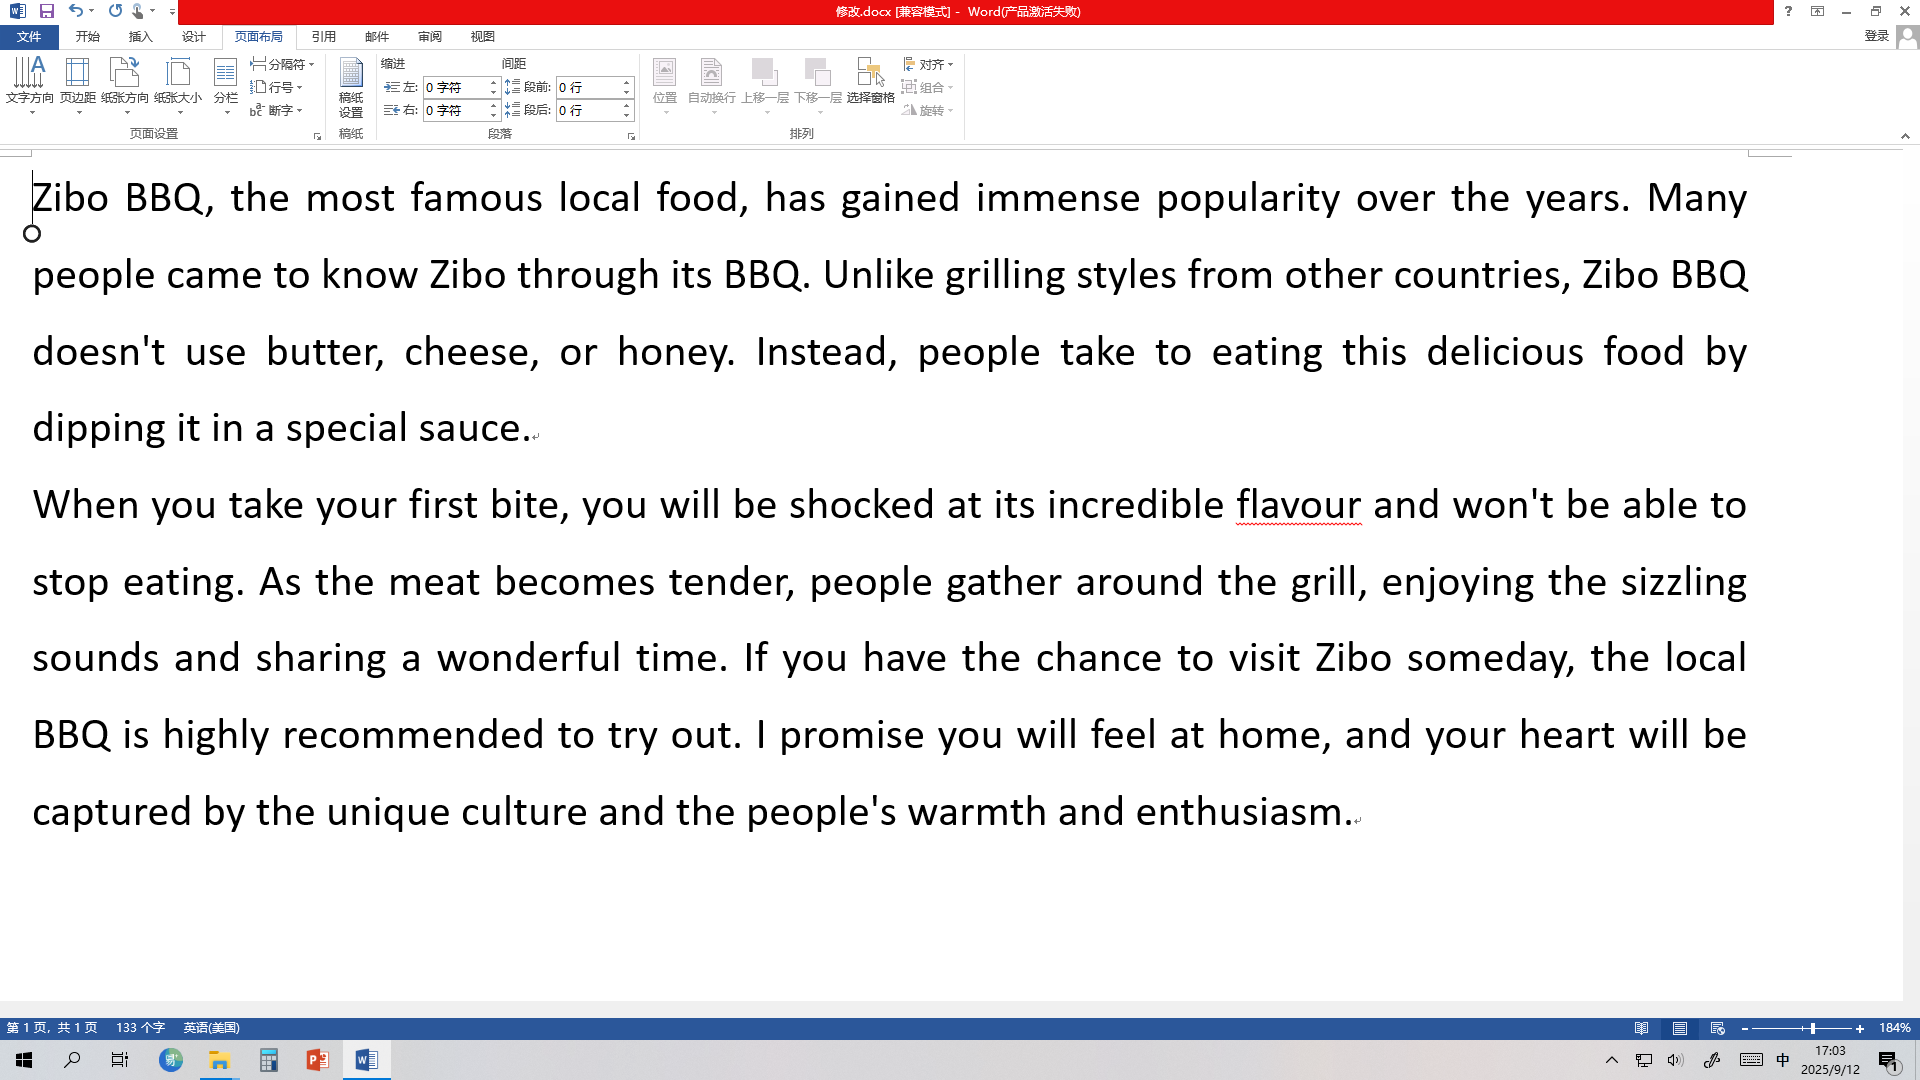 修改.docx [兼容模式] - Word(产品激活失败)
文件 开始 插入 设计 页面布局 引用 邮件 审阅 视图 登录
文字方向 页边距 纸张方向 纸张大小 分栏 分隔符 行号 断字 页面设置
稿纸设置 稿纸
缩进 间距
左: 0 字符 段前: 0 行
右: 0 字符 段后: 0 行
段落
位置 自动换行 上移一层 下移一层 选择窗格 对齐 组合 旋转
排列
Zibo BBQ, the most famous local food, has gained immense popularity over the years. Many
people came to know Zibo through its BBQ. Unlike grilling styles from other countries, Zibo BBQ
doesn't use butter, cheese, or honey. Instead, people take to eating this delicious food by
dipping it in a special sauce.
When you take your first bite, you will be shocked at its incredible flavour and won't be able to
stop eating. As the meat becomes tender, people gather around the grill, enjoying the sizzling
sounds and sharing a wonderful time. If you have the chance to visit Zibo someday, the local
BBQ is highly recommended to try out. I promise you will feel at home, and your heart will be
captured by the unique culture and the people's warmth and enthusiasm.
第 1 页, 共 1 页 133 个字 英语(美国) 184%
中 17:03
2025/9/12